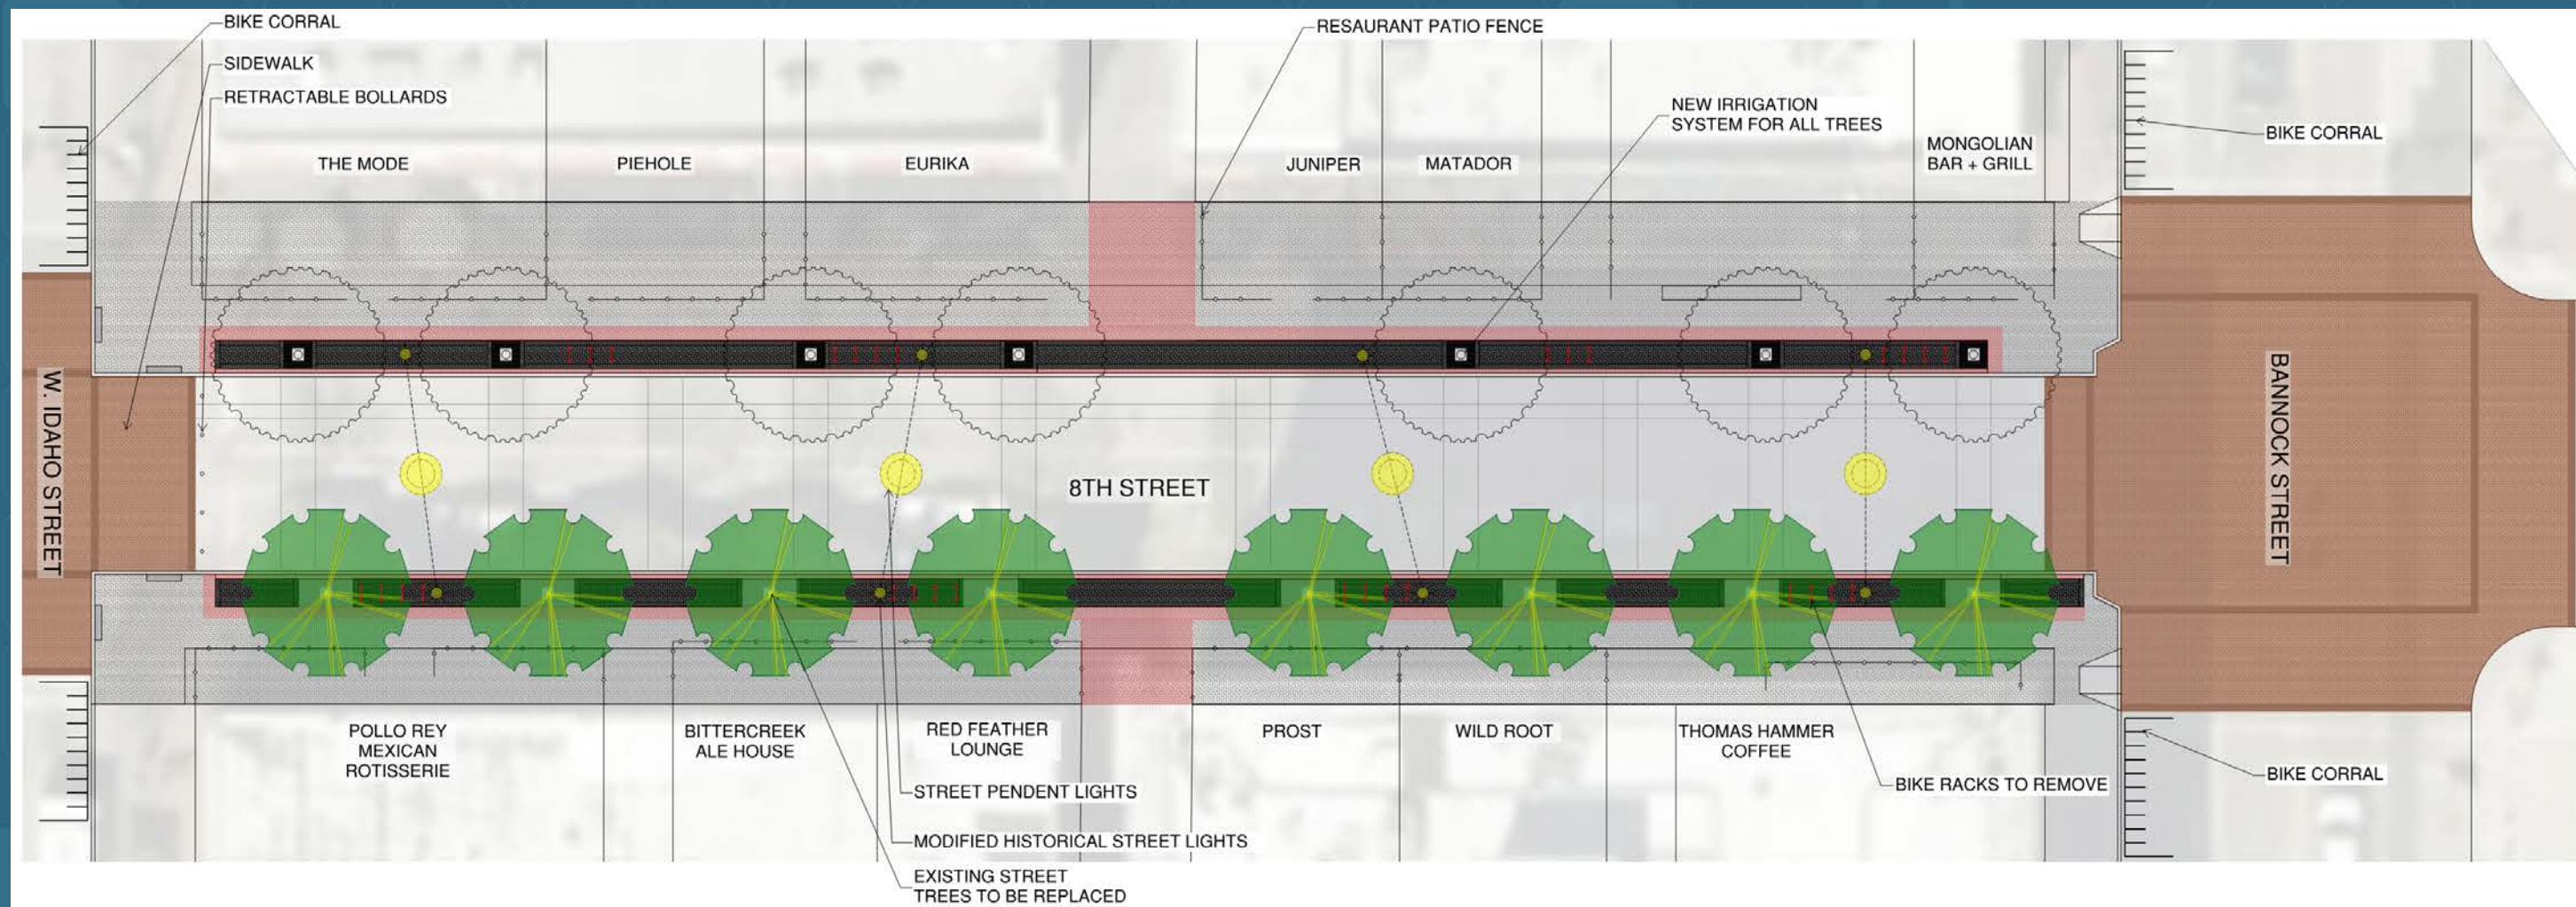 BIKE CORRAL
SIDEWALK
RETRACTABLE BOLLARDS
RESAURANT PATIO FENCE
NEW IRRIGATION
SYSTEM FOR ALL TREES
BIKE CORRAL
THE MODE
PIEHOLE
EURIKA
JUNIPER
MATADOR
MONGOLIAN
BAR + GRILL
W. IDAHO STREET
8TH STREET
BANNOCK STREET
POLLO REY
MEXICAN
ROTISSERIE
BITTERCREEK
ALE HOUSE
RED FEATHER
LOUNGE
PROST
WILD ROOT
THOMAS HAMMER
COFFEE
BIKE CORRAL
BIKE RACKS TO REMOVE
STREET PENDENT LIGHTS
MODIFIED HISTORICAL STREET LIGHTS
EXISTING STREET
TREES TO BE REPLACED